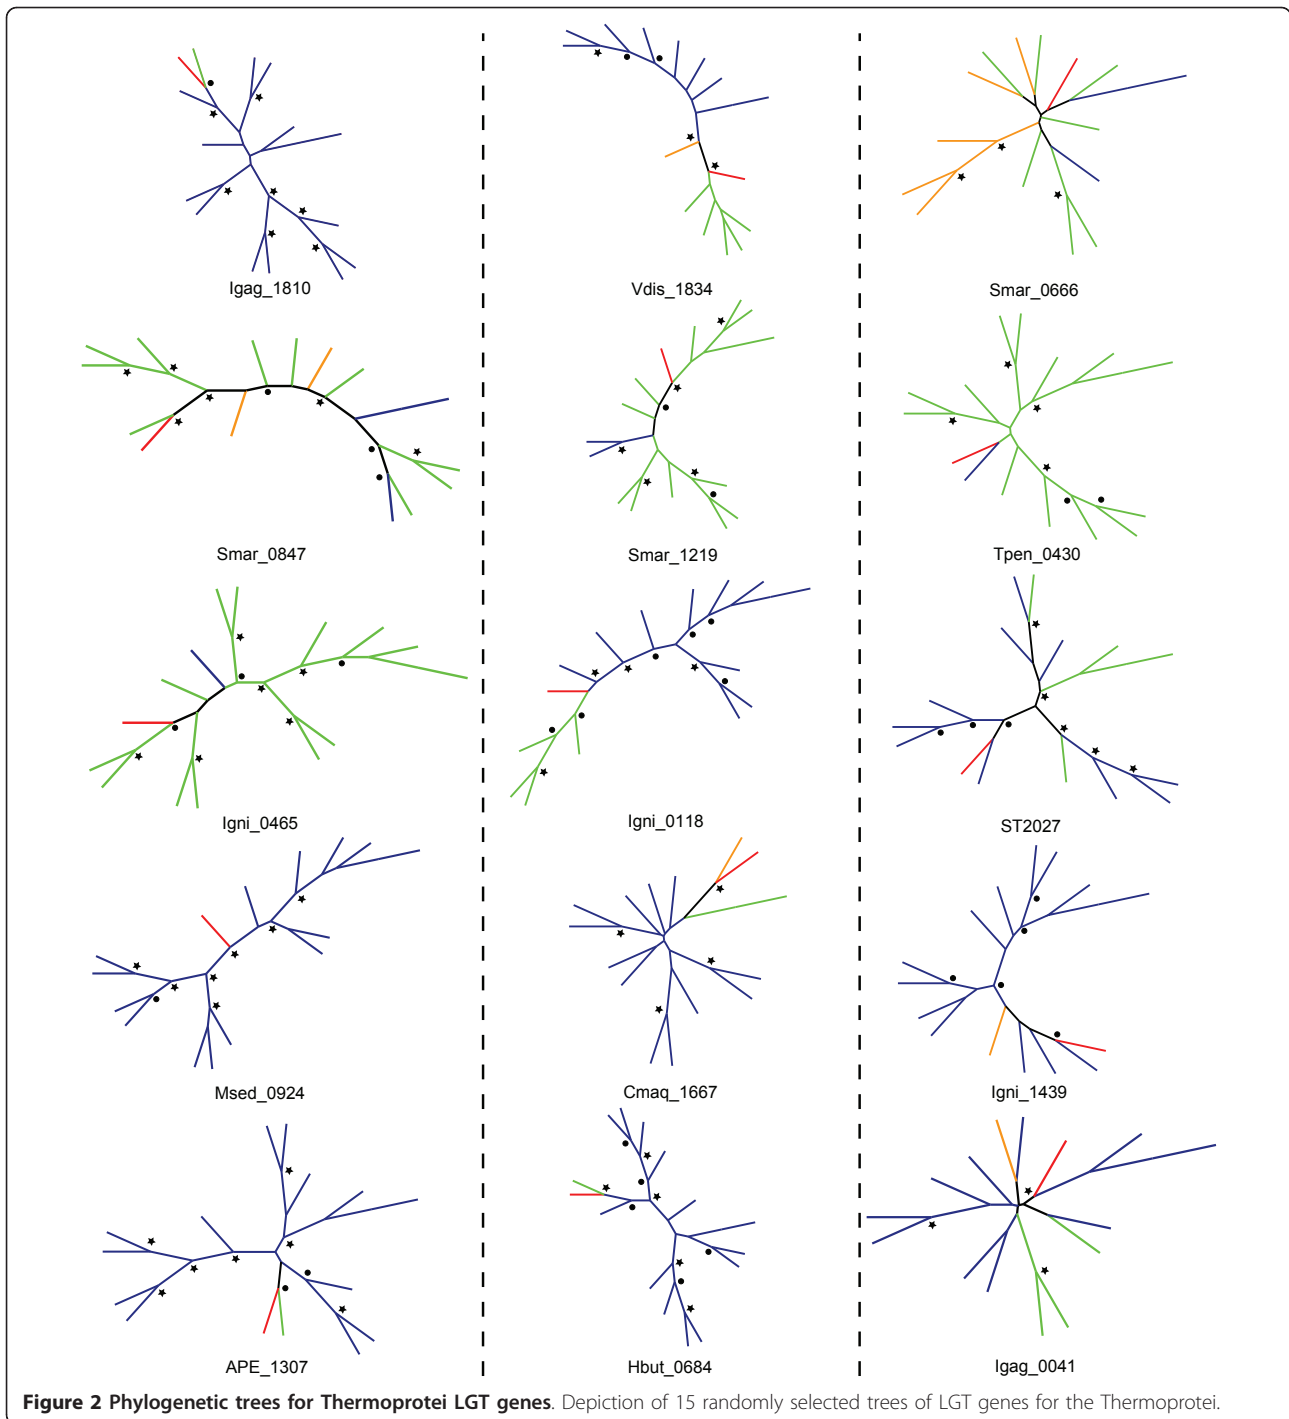 Igag_1810
Vdis_1834
Smar_0666
Smar_0847
Smar_1219
Tpen_0430
Igni_0465
Igni_0118
ST2027
Msed_0924
Cmaq_1667
Igni_1439
APE_1307
Hbut_0684
Igag_0041
Figure 2 Phylogenetic trees for Thermoprotei LGT genes. Depiction of 15 randomly selected trees of LGT genes for the Thermoprotei.